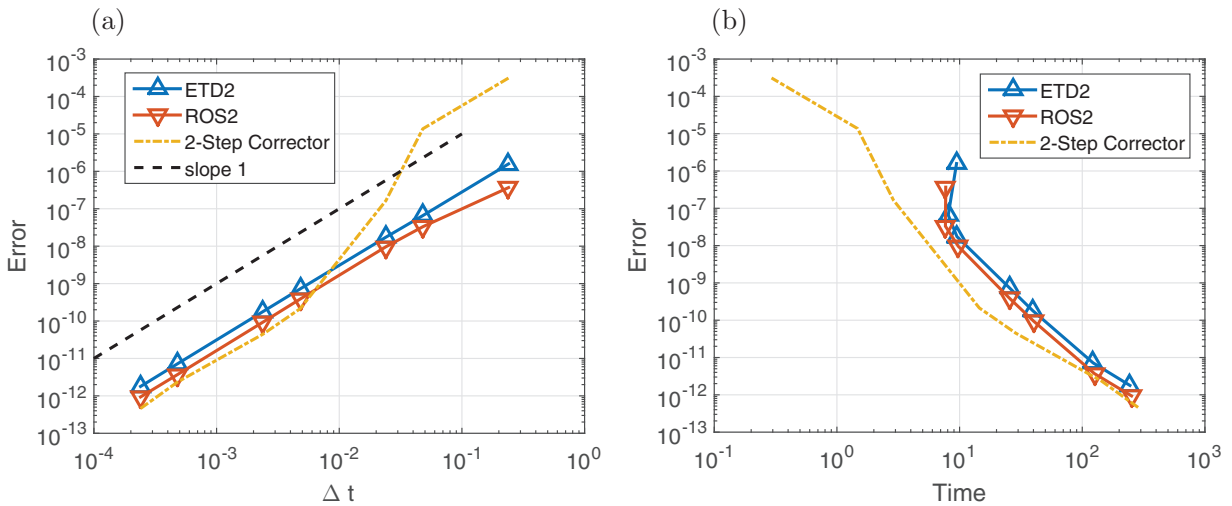 (a)
10^-3
10^-4
10^-5
10^-6
10^-7
10^-8
10^-9
10^-10
10^-11
10^-12
10^-13
Error
ETD2
ROS2
2-Step Corrector
slope 1
10^-4
10^-3
10^-2
10^-1
10^0
Δ t
(b)
10^-3
10^-4
10^-5
10^-6
10^-7
10^-8
10^-9
10^-10
10^-11
10^-12
10^-13
Error
ETD2
ROS2
2-Step Corrector
10^-1
10^0
10^1
10^2
10^3
Time